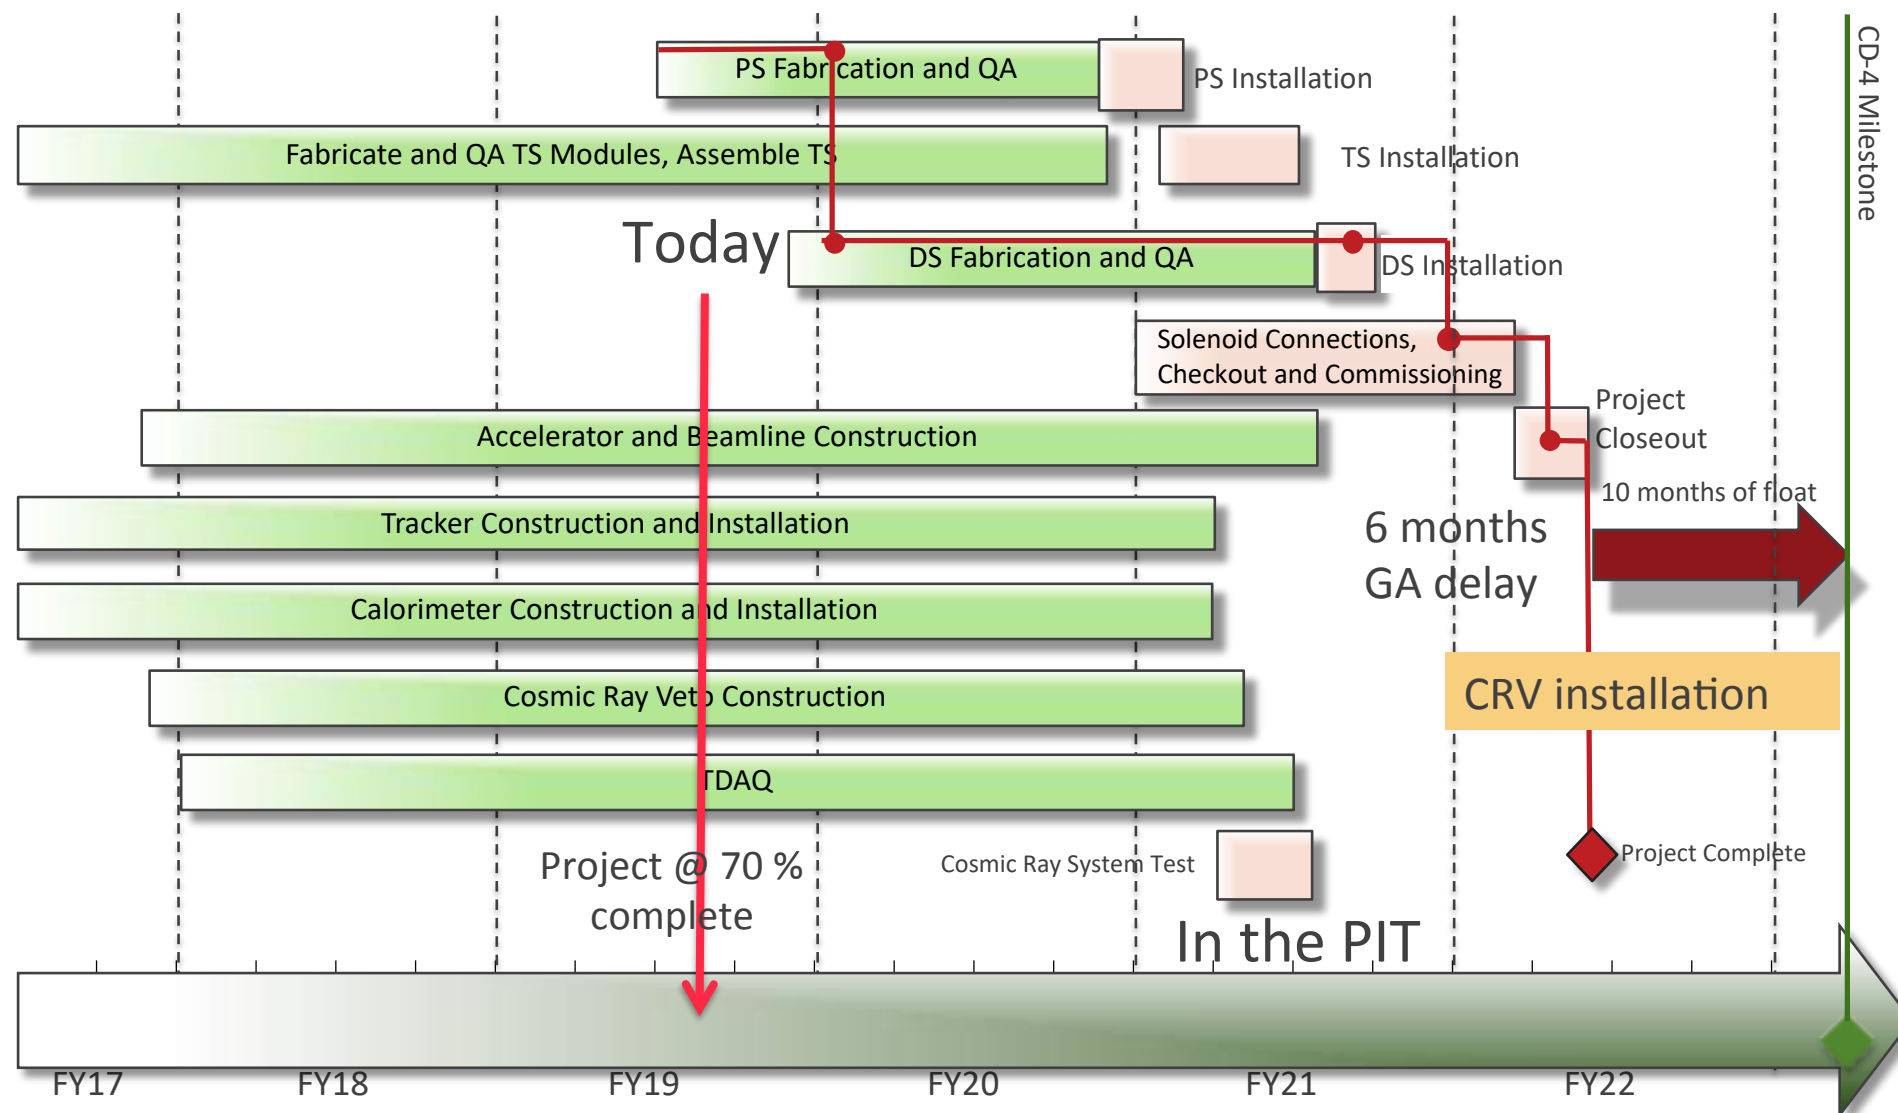 PS Fabrication and QA
PS Installation
CD-4 Milestone
Fabricate and QA TS Modules, Assemble TS
TS Installation
Today
DS Fabrication and QA
DS Installation
Solenoid Connections,
Checkout and Commissioning
Accelerator and Beamline Construction
Project
Closeout
10 months of float
Tracker Construction and Installation
6 months
GA delay
Calorimeter Construction and Installation
Cosmic Ray Veto Construction
CRV installation
TDAQ
Project @ 70 %
complete
Cosmic Ray System Test
Project Complete
In the PIT
FY17
FY18
FY19
FY20
FY21
FY22